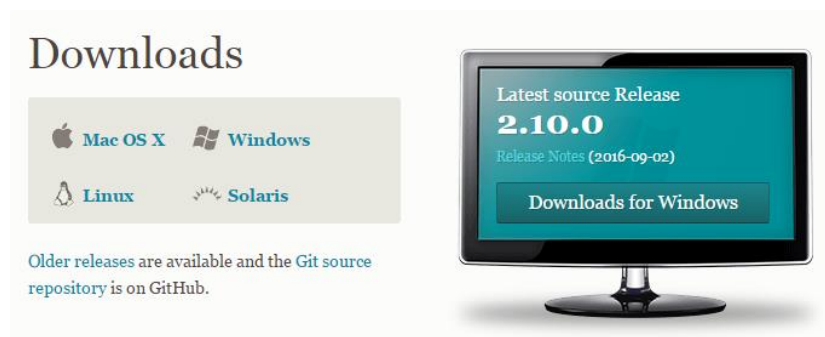 Downloads
Mac OS X
Windows
Linux
Solaris
Older releases are available and the Git source
repository is on GitHub.
Latest source Release
2.10.0
Release Notes (2016-09-02)
Downloads for Windows